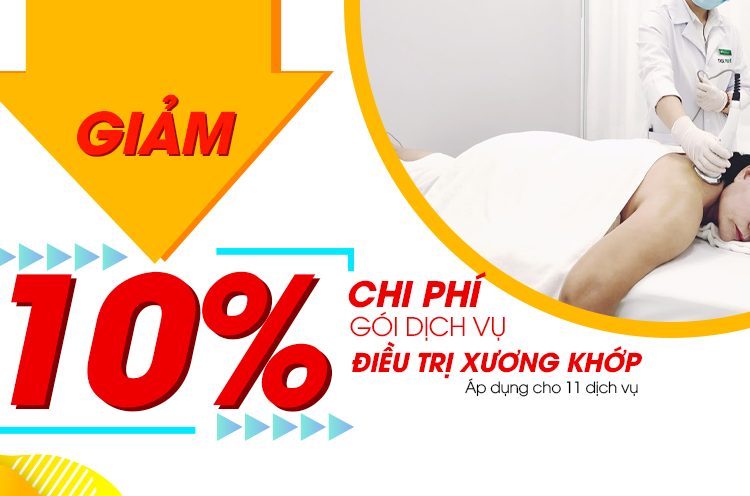 GIẢM
10%
CHI PHÍ
GÓI DỊCH VỤ
ĐIỀU TRỊ XƯƠNG KHỚP
Áp dụng cho 11 dịch vụ